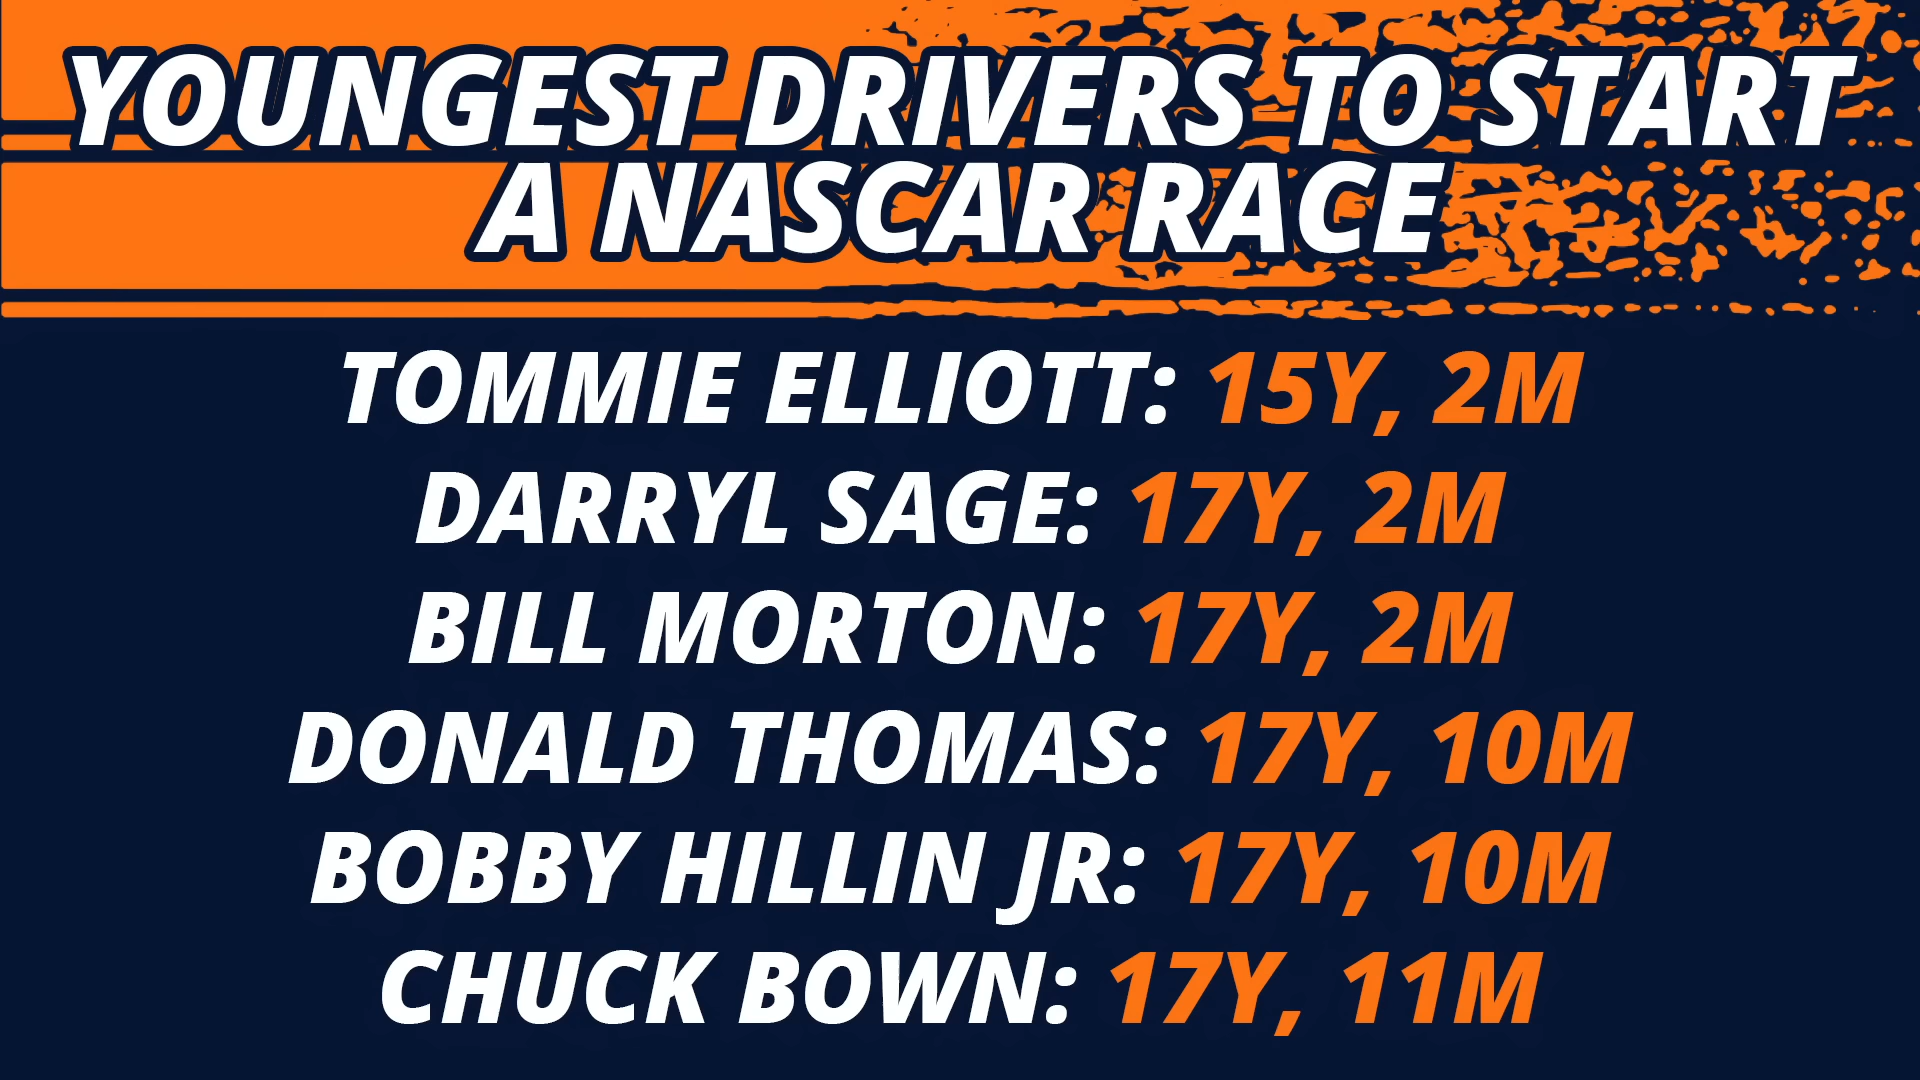 YOUNGEST DRIVERS TO START
A NASCAR RACE
TOMMIE ELLIOTT: 15Y, 2M
DARRYL SAGE: 17Y, 2M
BILL MORTON: 17Y, 2M
DONALD THOMAS: 17Y, 10M
BOBBY HILLIN JR: 17Y, 10M
CHUCK BOWN: 17Y, 11M